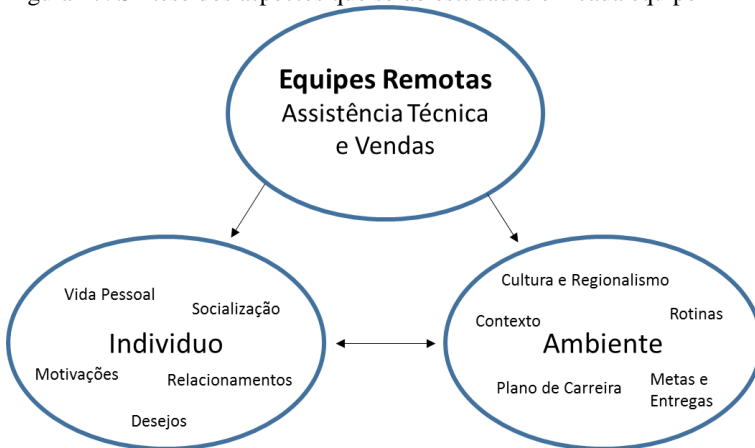 Equipes Remotas
Assistência Técnica
e Vendas
Vida Pessoal
Socialização
Individuo
Motivações
Relacionamentos
Desejos
Cultura e Regionalismo
Contexto
Rotinas
Ambiente
Plano de Carreira
Metas e
Entregas